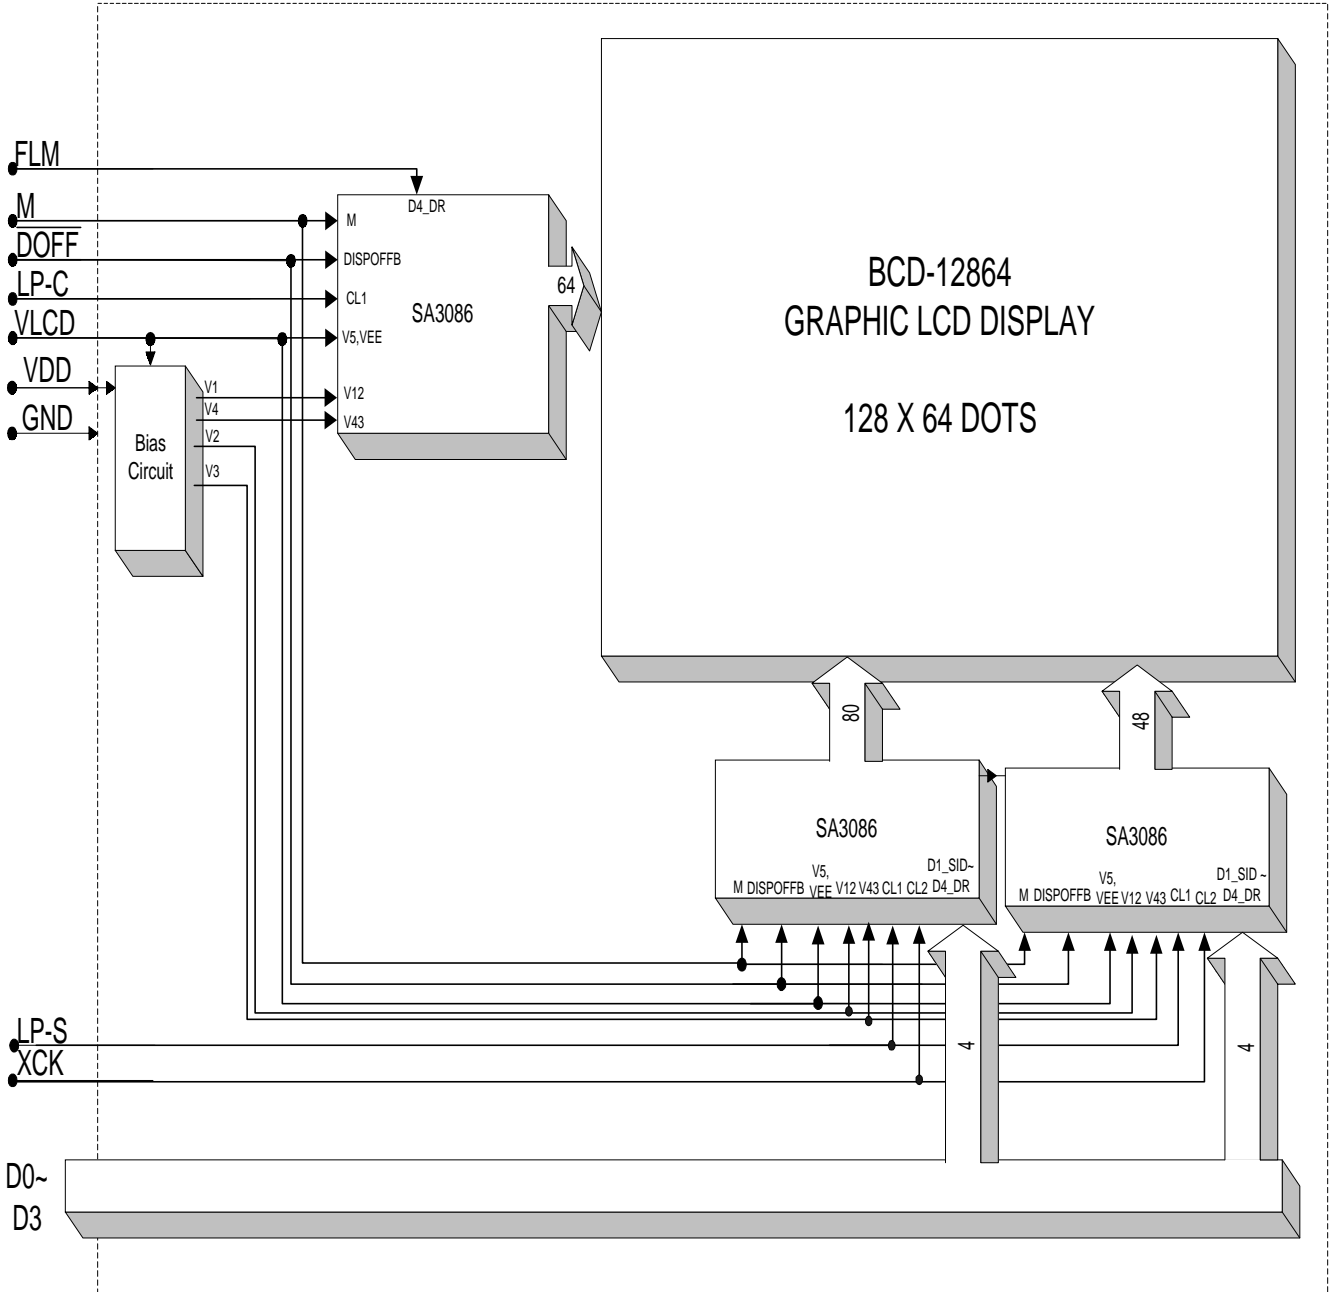 FLM
M
DOFF
LP-C
VLCD
VDD
GND
D4_DR
M
DISPOFFB
CL1
V5,VEE
V12
V43
SA3086
64
V1
V4
V2
V3
Bias
Circuit
BCD-12864
GRAPHIC LCD DISPLAY
128 X 64 DOTS
80
48
SA3086
M DISPOFFB V5, VEE V12 V43 CL1 CL2 D1_SID~ D4_DR
SA3086
M DISPOFFB V5, VEE V12 V43 CL1 CL2 D1_SID ~ D4_DR
LP-S
XCK
4
4
D0~
D3